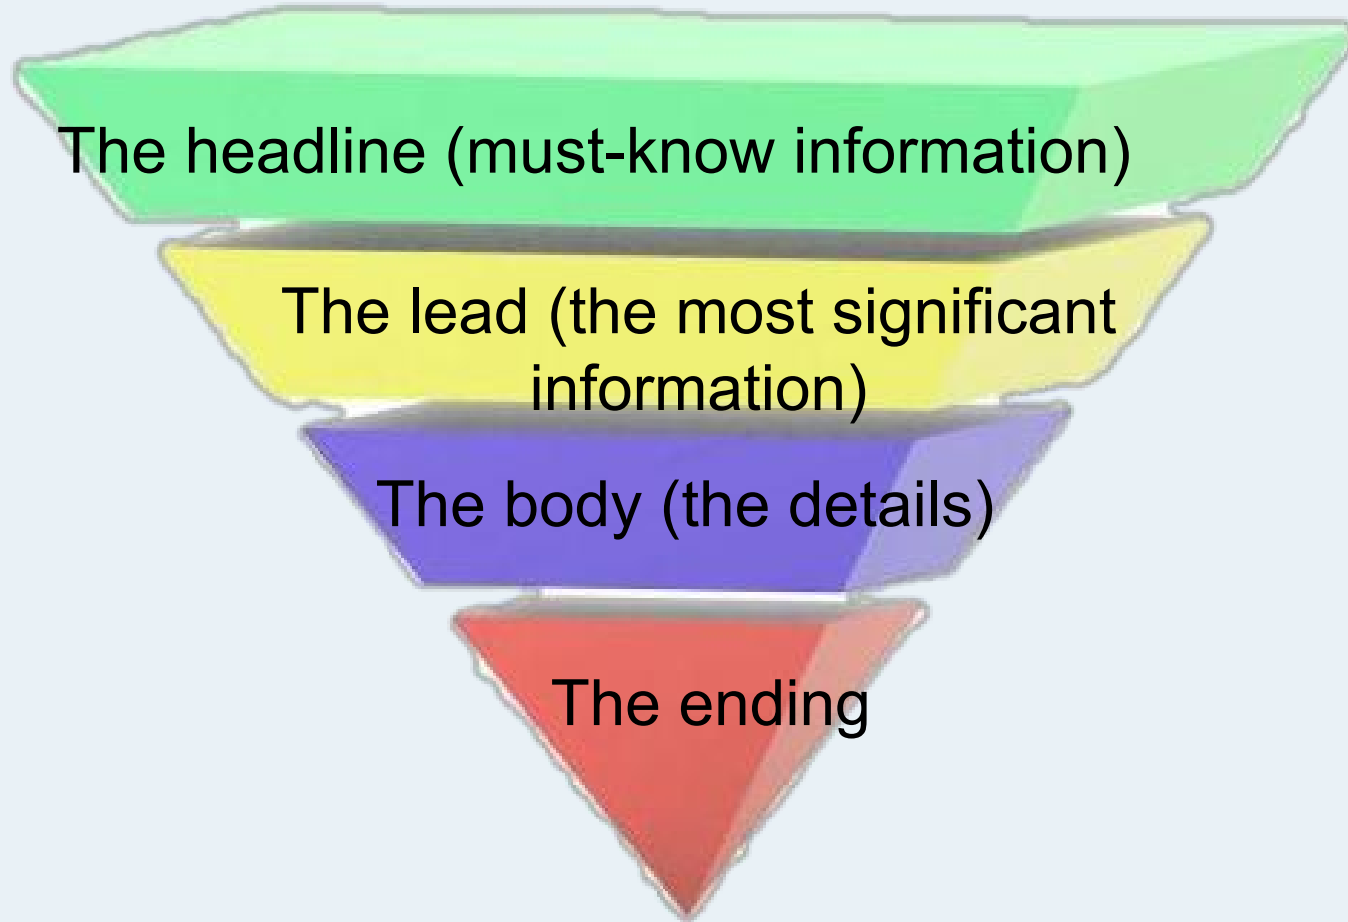 The headline (must-know information)
The lead (the most significant
information)
The body (the details)
The ending